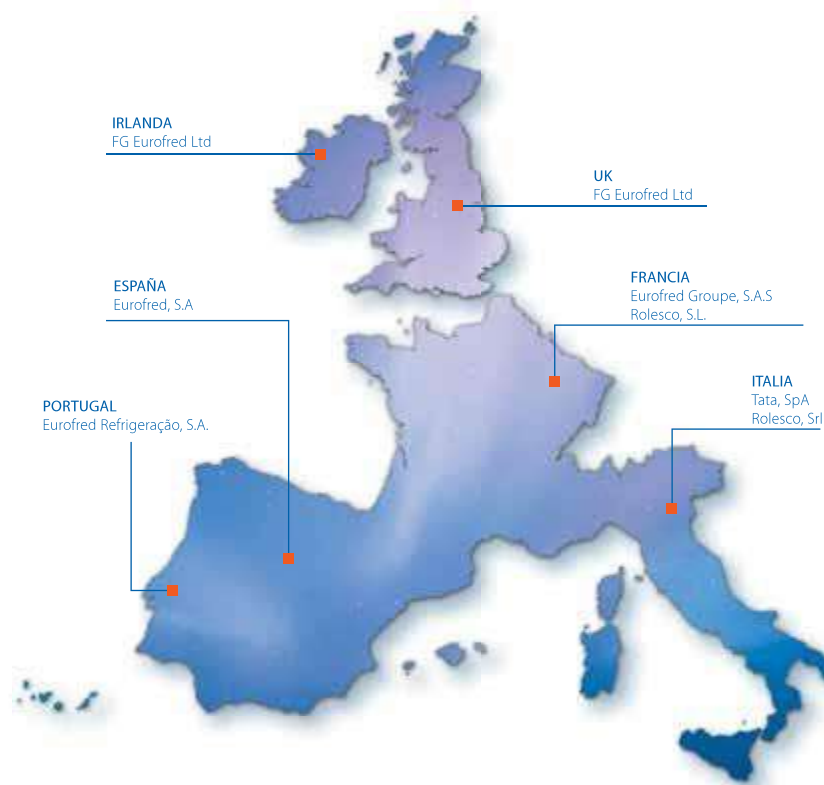 IRLANDA
FG Eurofred Ltd
UK
FG Eurofred Ltd
ESPAÑA
Eurofred, S.A
FRANCIA
Eurofred Groupe, S.A.S
Rolesco, S.L.
ITALIA
Tata, SpA
Rolesco, Srl
PORTUGAL
Eurofred Refrigeração, S.A.